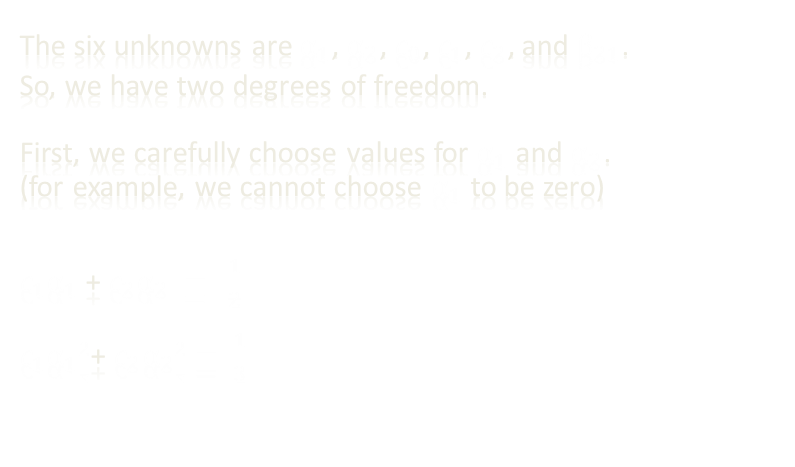 The six unknowns are , , , , , and .
So, we have two degrees of freedom.
First, we carefully choose values for and .
(for example, we cannot choose to be zero)
+
+